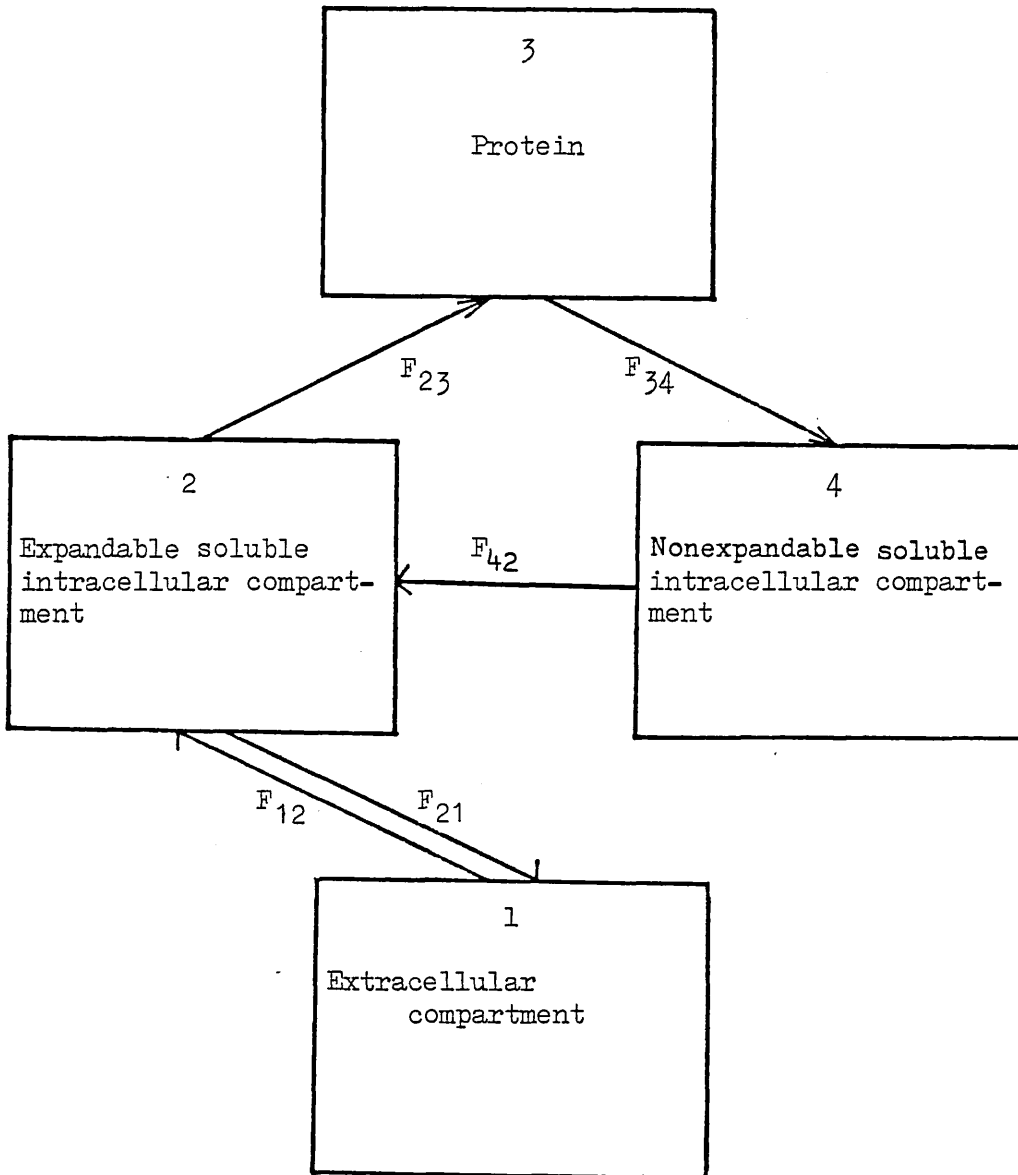 3
Protein
F23
F34
2
Expandable soluble
intracellular compart-
ment
F42
4
Nonexpandable soluble
intracellular compart-
ment
F12
F21
1
Extracellular
compartment